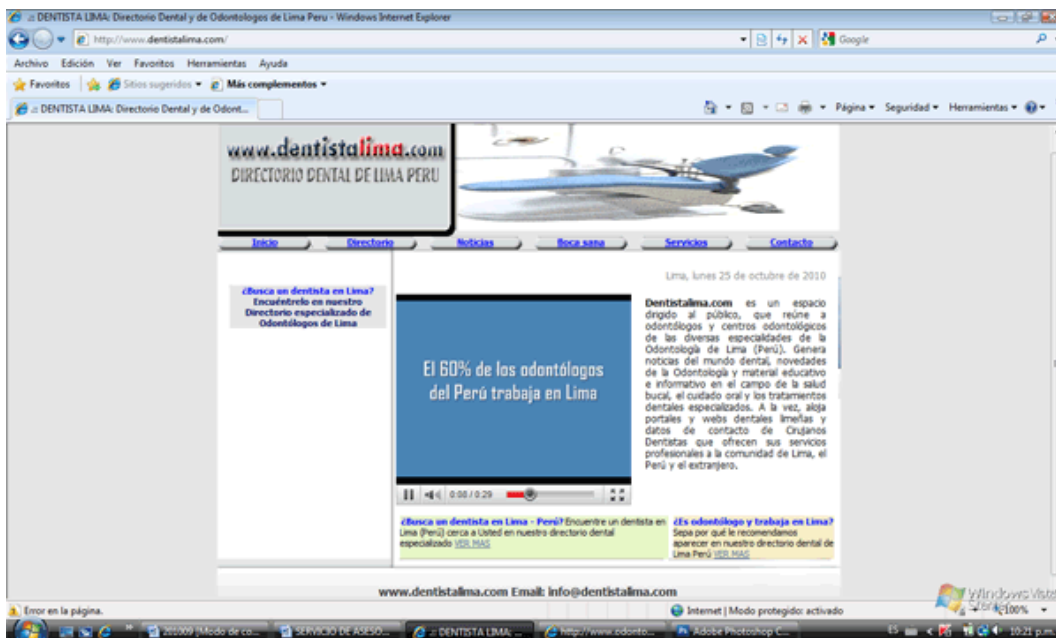 .: DENTISTA LIMA: Directorio Dental y de Odontologos de Lima Peru - Windows Internet Explorer
http://www.dentistalima.com/
Google
Archivo Edición Ver Favoritos Herramientas Ayuda
Favoritos Sitios sugeridos Más complementos
.: DENTISTA LIMA: Directorio Dental y de Odont...
Página Seguridad Herramientas
www.dentistalima.com
DIRECTORIO DENTAL DE LIMA PERU
Inicio Directorio Noticias Boca sana Servicios Contacto
Lima, lunes 25 de octubre de 2010
¿Busca un dentista en Lima?
Encuéntrelo en nuestro
Directorio especializado de
Odontólogos de Lima
El 60% de los odontólogos
del Perú trabaja en Lima
0:08 / 0:29
Dentistalima.com es un espacio
dirigido al público, que reúne a
odontólogos y centros odontológicos
de las diversas especialidades de la
Odontología de Lima (Perú). Genera
noticias del mundo dental, novedades
de la Odontología y material educativo
e informativo en el campo de la salud
bucal, el cuidado oral y los tratamientos
dentales especializados. A la vez, aloja
portales y webs dentales limeñas y
datos de contacto de Cirujanos
Dentistas que ofrecen sus servicios
profesionales a la comunidad de Lima, el
Perú y el extranjero.
¿Busca un dentista en Lima - Perú? Encuentre un dentista en
Lima (Perú) cerca a Usted en nuestro directorio dental
especializado VER MAS
¿Es odontólogo y trabaja en Lima?
Sepa por qué le recomendamos
aparecer en nuestro directorio dental de
Lima Perú VER MAS
www.dentistalima.com Email: info@dentistalima.com
Windows Vista
Error en la página.
Internet | Modo protegido: activado
100%
201009 [Modo de co... SERVICIO DE ASESO... .: DENTISTA LIMA: ... http://www.odonto... Adobe Photoshop C...
ES
10:21 p.m.